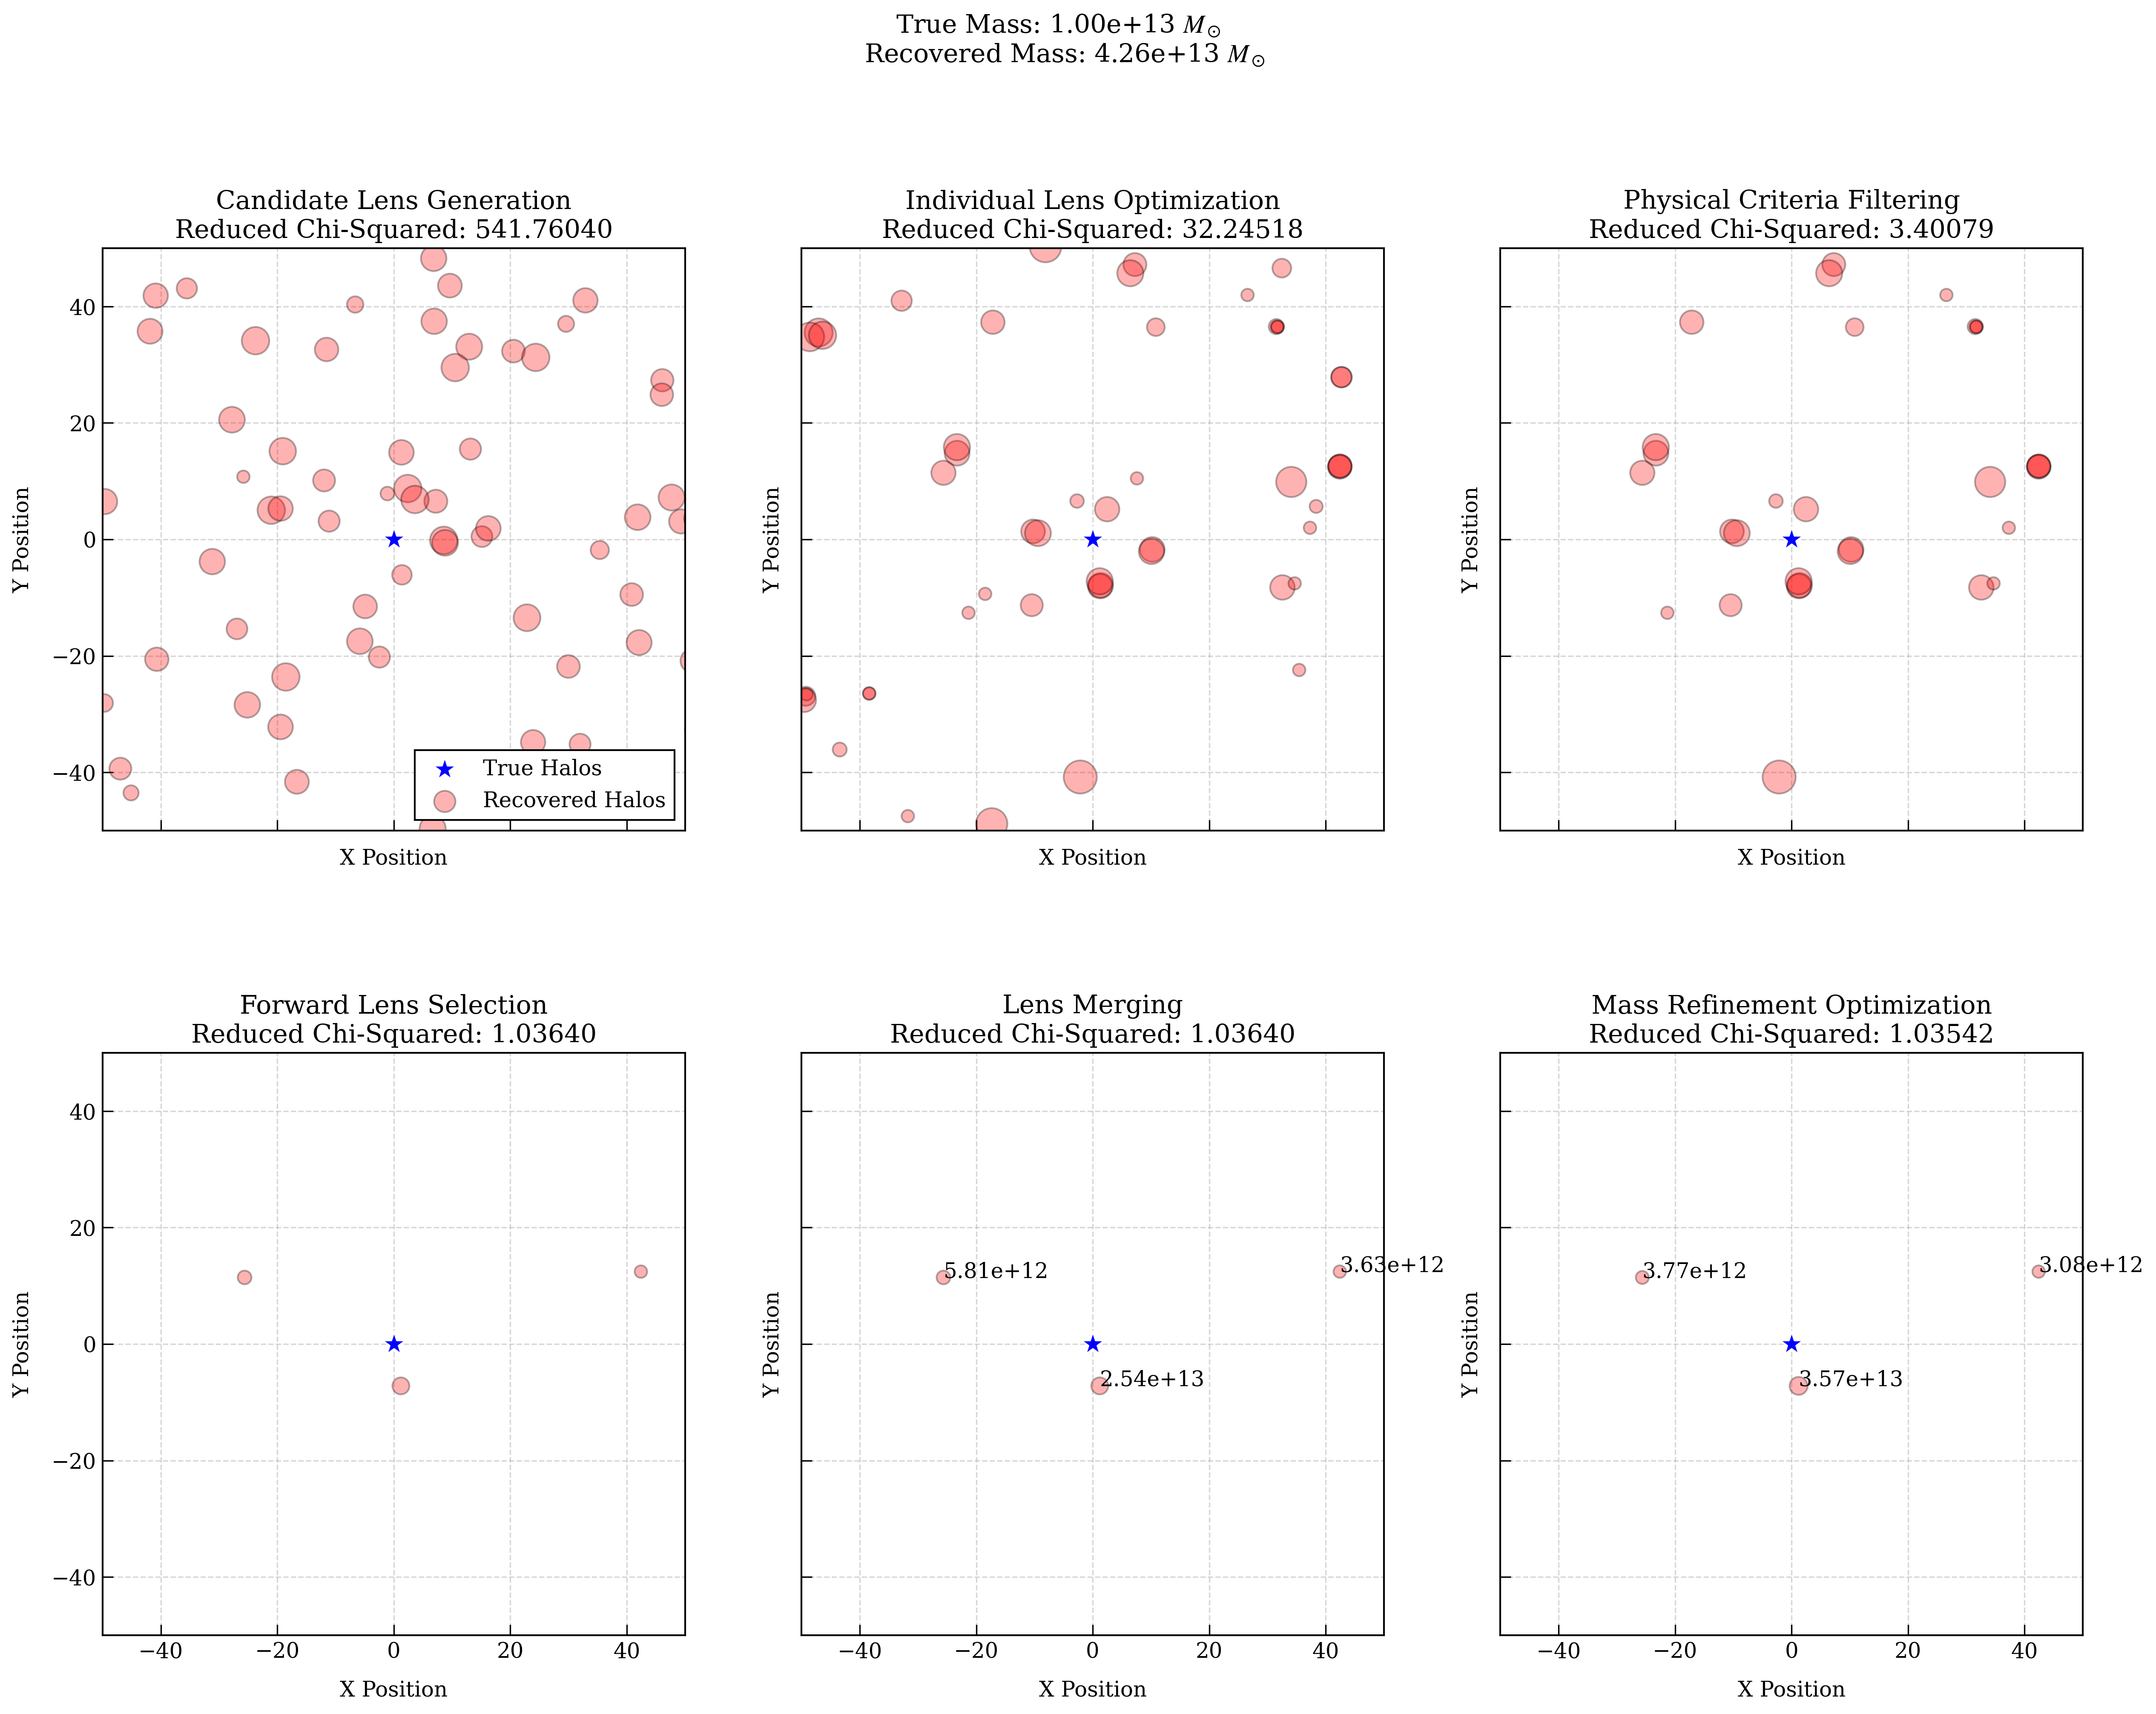 True Mass: 1.00e+13 M⊙
Recovered Mass: 4.26e+13 M⊙
Candidate Lens Generation
Reduced Chi-Squared: 541.76040
Y Position
40
20
0
−20
−40
True Halos
Recovered Halos
X Position
Individual Lens Optimization
Reduced Chi-Squared: 32.24518
Y Position
X Position
Physical Criteria Filtering
Reduced Chi-Squared: 3.40079
Y Position
X Position
Forward Lens Selection
Reduced Chi-Squared: 1.03640
Y Position
40
20
0
−20
−40
−40 −20 0 20 40
X Position
Lens Merging
Reduced Chi-Squared: 1.03640
Y Position
5.81e+12
3.63e+12
2.54e+13
−40 −20 0 20 40
X Position
Mass Refinement Optimization
Reduced Chi-Squared: 1.03542
Y Position
3.77e+12
3.08e+12
3.57e+13
−40 −20 0 20 40
X Position